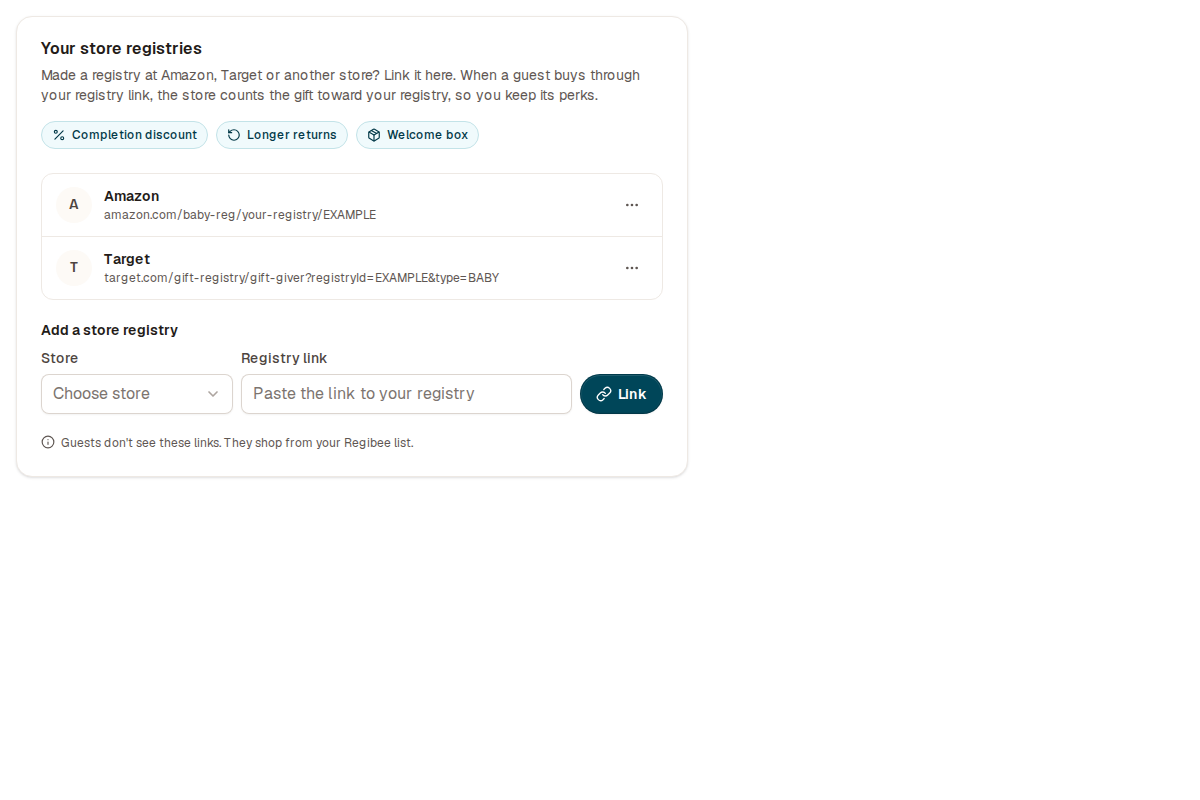 Your store registries
Made a registry at Amazon, Target or another store? Link it here. When a guest buys through
your registry link, the store counts the gift toward your registry, so you keep its perks.
Completion discount
Longer returns
Welcome box
A
Amazon
amazon.com/baby-reg/your-registry/EXAMPLE
T
Target
target.com/gift-registry/gift-giver?registryId=EXAMPLE&type=BABY
Add a store registry
Store
Registry link
Choose store
Paste the link to your registry
Link
Guests don't see these links. They shop from your Regibee list.